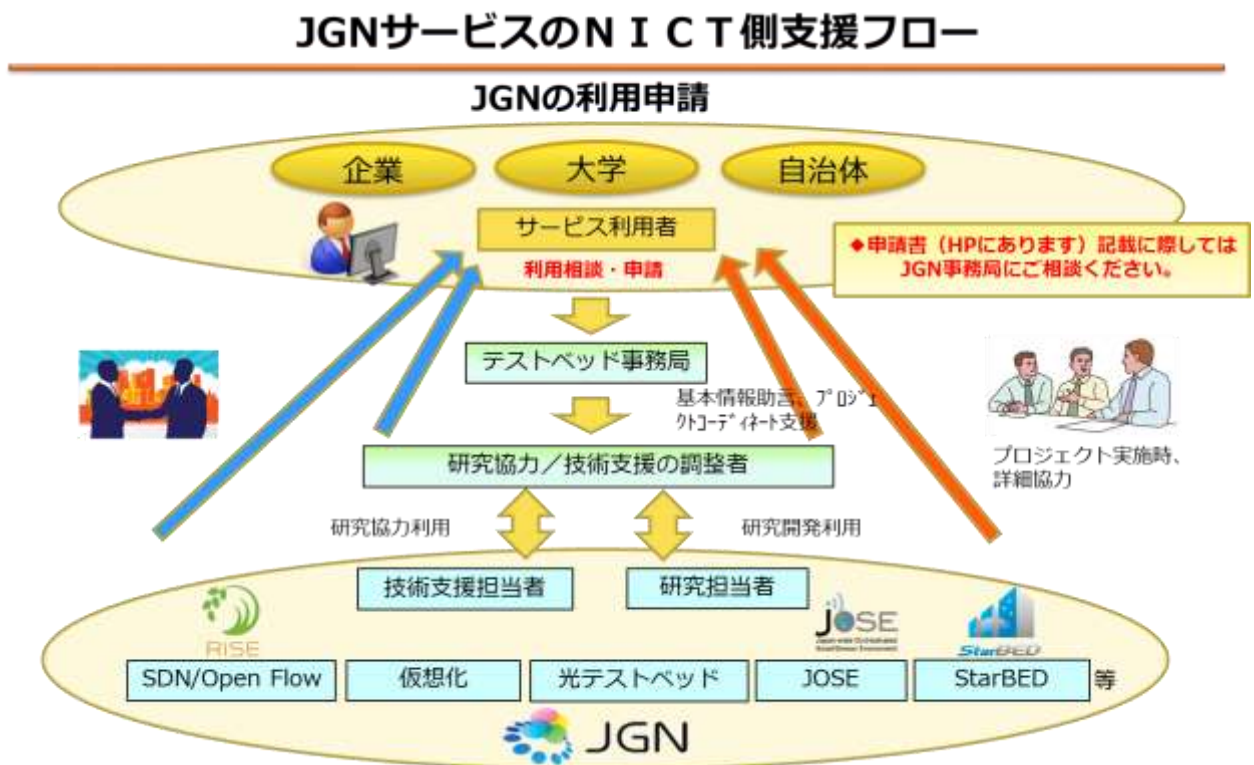 JGNサービスのＮＩＣＴ側支援フロー
JGNの利用申請
企業
大学
自治体
サービス利用者
利用相談・申請
◆申請書（HPにあります）記載に際しては
JGN事務局にご相談ください。
テストベッド事務局
基本情報助言、ﾌﾟﾛｼﾞｪ
ｸﾄｺｰﾃﾞｨﾈｰﾄ支援
研究協力／技術支援の調整者
プロジェクト実施時、
詳細協力
研究協力利用
研究開発利用
技術支援担当者
研究担当者
RISE
JOSE
StarBED
SDN/Open Flow
仮想化
光テストベッド
JOSE
StarBED
等
JGN